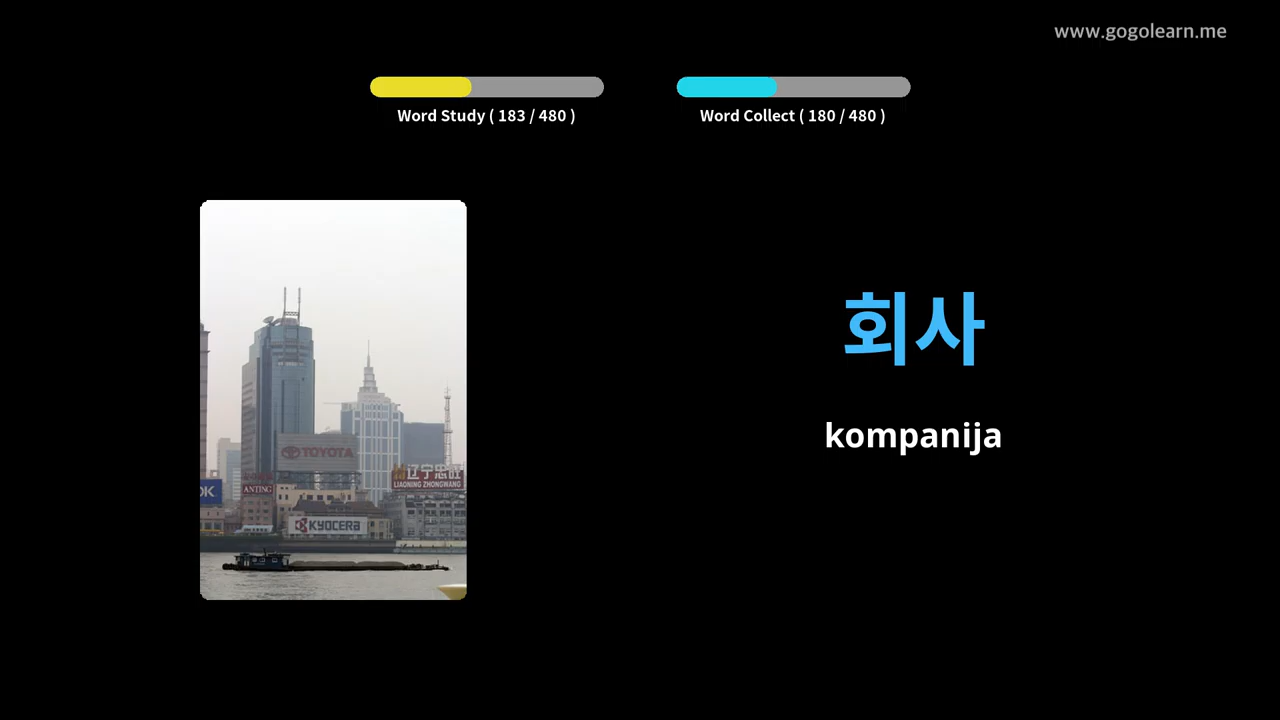 www.gogolearn.me
Word Study ( 183 / 480 )
Word Collect ( 180 / 480 )
TOYOTA
ANTING
辽宁忠旺
LIAONING ZHONGWANG
KYOCERA
회사
kompanija